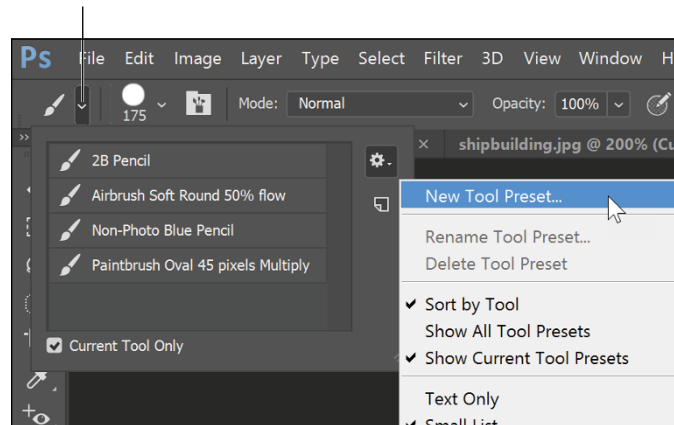 Ps File Edit Image Layer Type Select Filter 3D View Window H
175 Mode: Normal Opacity: 100%
× shipbuilding.jpg @ 200% (Cu
2B Pencil
Airbrush Soft Round 50% flow
Non-Photo Blue Pencil
Paintbrush Oval 45 pixels Multiply
Current Tool Only
New Tool Preset...
Rename Tool Preset...
Delete Tool Preset
Sort by Tool
Show All Tool Presets
Show Current Tool Presets
Text Only
Small List